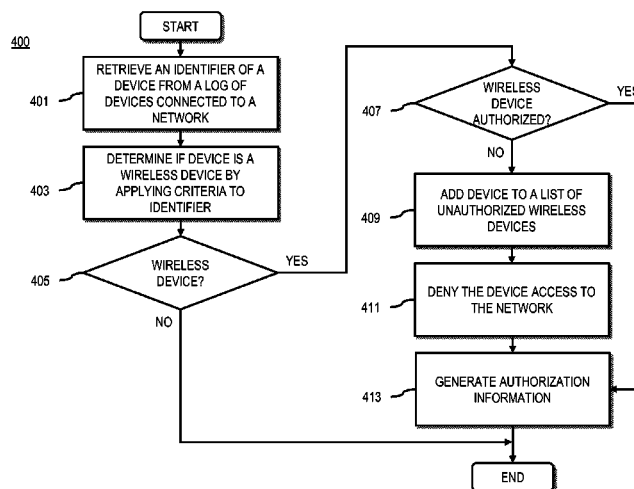 400
START
401
RETRIEVE AN IDENTIFIER OF A
DEVICE FROM A LOG OF
DEVICES CONNECTED TO A
NETWORK
403
DETERMINE IF DEVICE IS A
WIRELESS DEVICE BY
APPLYING CRITERIA TO
IDENTIFIER
405
WIRELESS
DEVICE?
YES
NO
407
WIRELESS
DEVICE
AUTHORIZED?
YES
NO
409
ADD DEVICE TO A LIST OF
UNAUTHORIZED WIRELESS
DEVICES
411
DENY THE DEVICE ACCESS TO
THE NETWORK
413
GENERATE AUTHORIZATION
INFORMATION
END